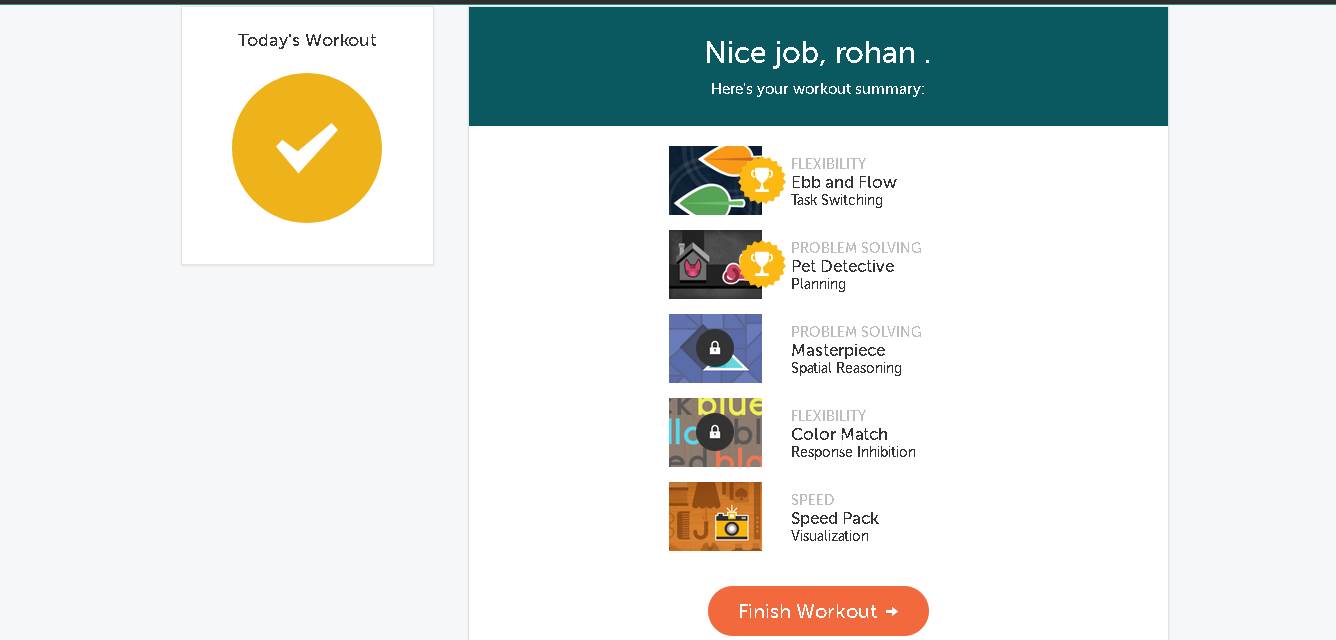 Today's Workout
Nice job, rohan .
Here's your workout summary:
FLEXIBILITY
Ebb and Flow
Task Switching
PROBLEM SOLVING
Pet Detective
Planning
PROBLEM SOLVING
Masterpiece
Spatial Reasoning
blue
FLEXIBILITY
Color Match
Response Inhibition
SPEED
Speed Pack
Visualization
Finish Workout